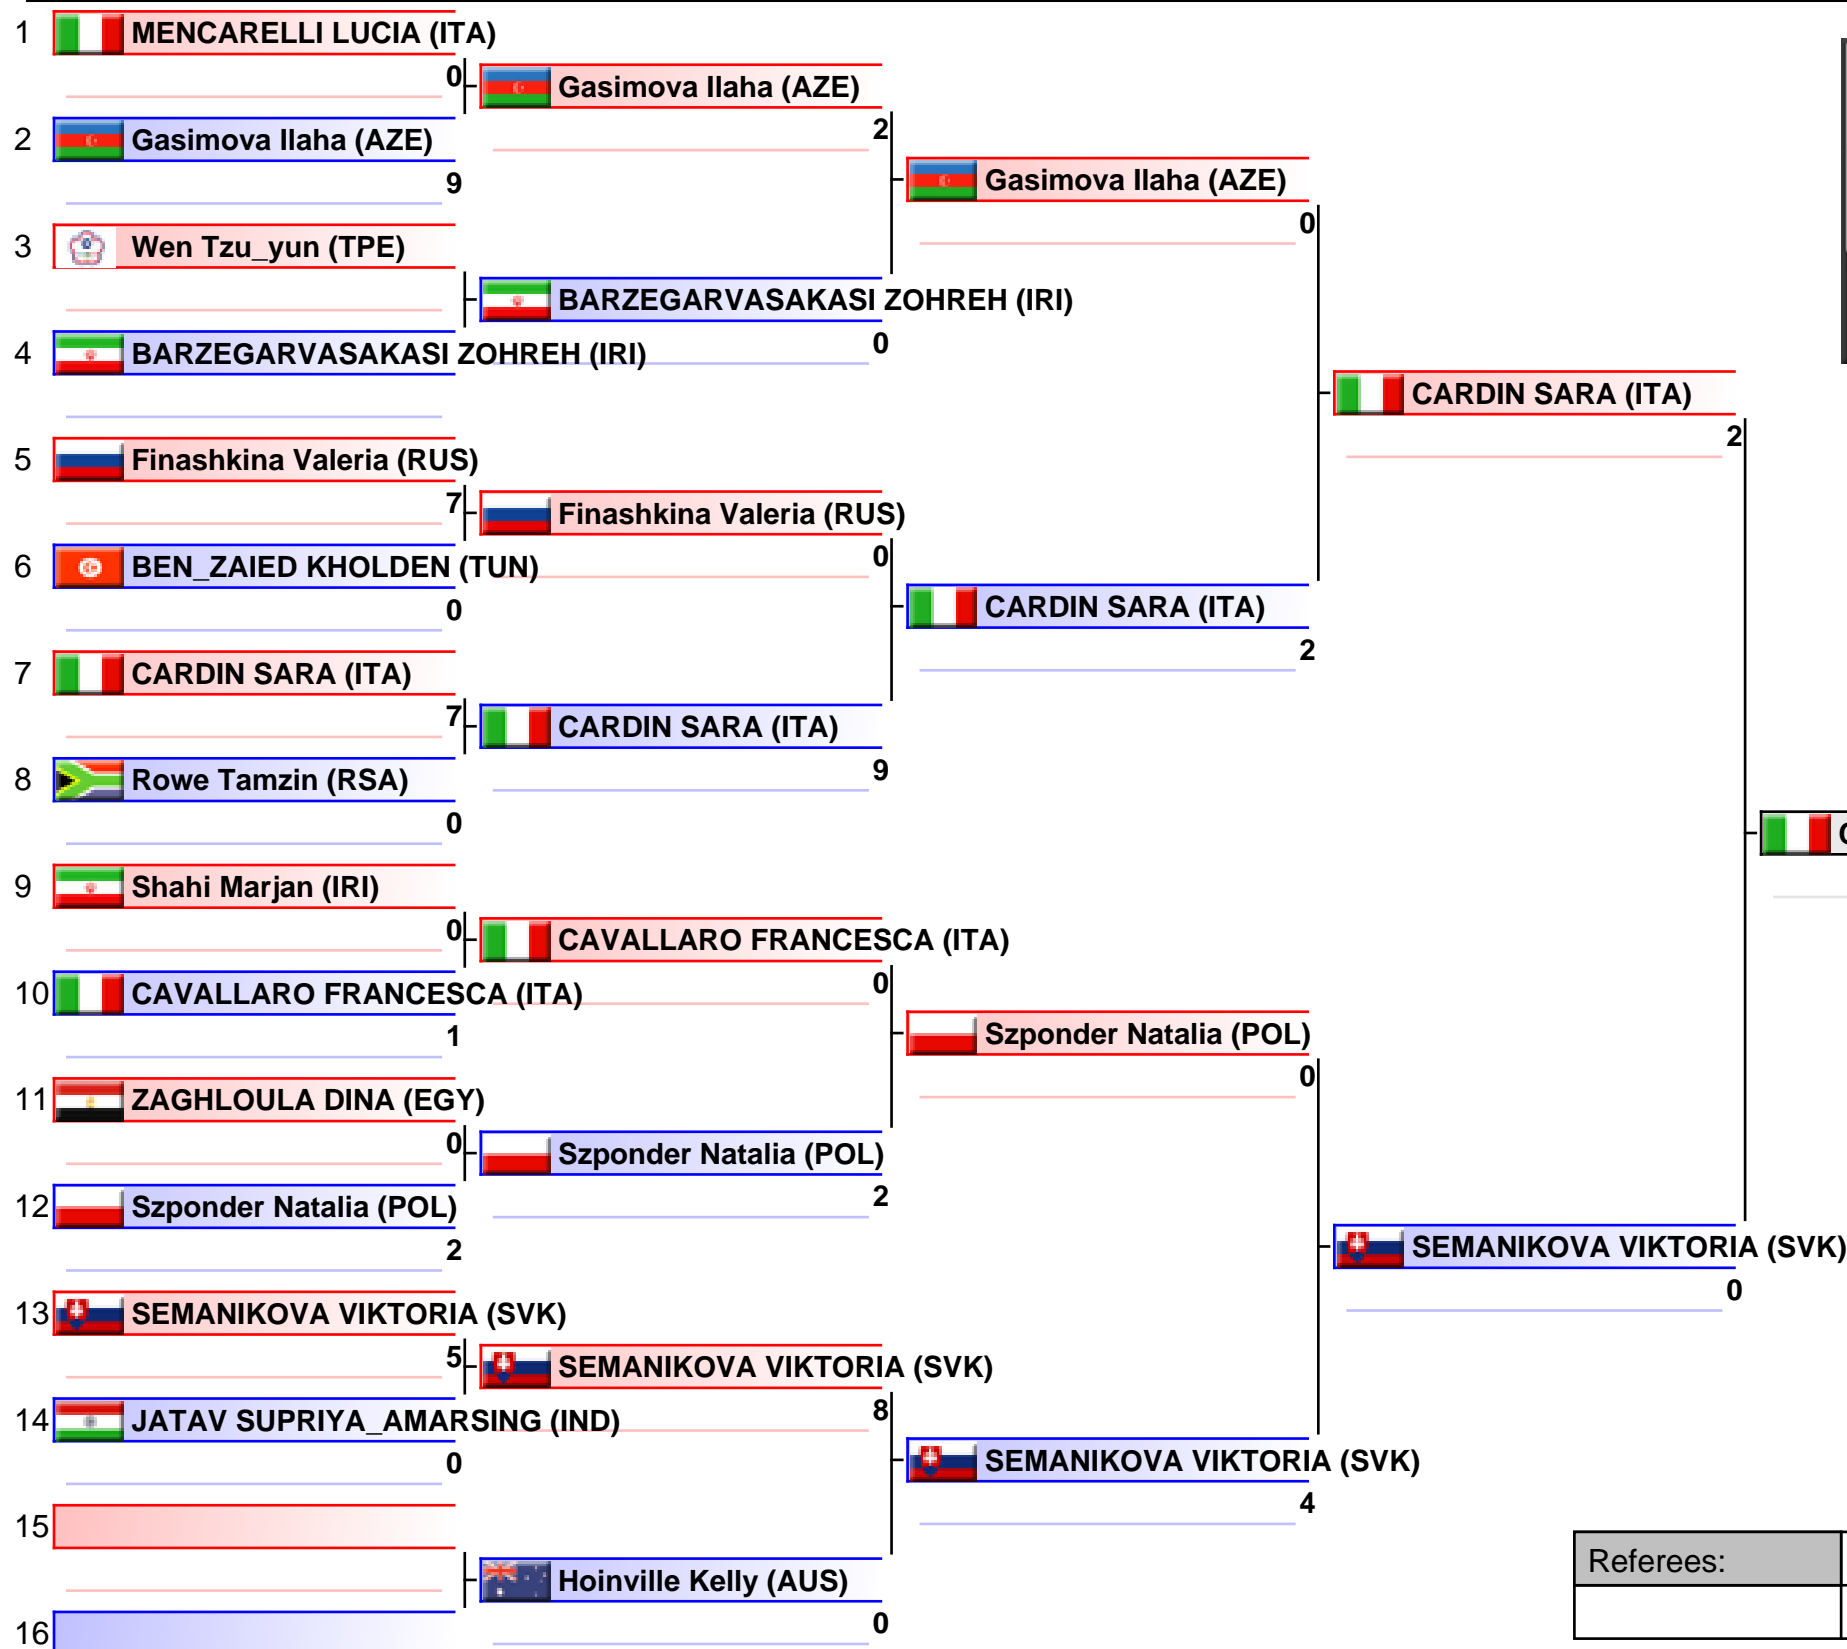 1 MENCARELLI LUCIA (ITA)
0 Gasimova Ilaha (AZE)
2 Gasimova Ilaha (AZE) 2
9 Gasimova Ilaha (AZE)
3 Wen Tzu_yun (TPE) 0
BARZEGARVASAKASI ZOHREH (IRI)
4 BARZEGARVASAKASI ZOHREH (IRI) 0
CARDIN SARA (ITA)
2
5 Finashkina Valeria (RUS)
7 Finashkina Valeria (RUS)
6 BEN_ZAIED KHOLDEN (TUN) 0
0 CARDIN SARA (ITA)
2
7 CARDIN SARA (ITA)
7 CARDIN SARA (ITA)
8 Rowe Tamzin (RSA) 9
0
9 Shahi Marjan (IRI)
0 CAVALLARO FRANCESCA (ITA)
10 CAVALLARO FRANCESCA (ITA) 0
1 Szponder Natalia (POL)
0
11 ZAGHLOULA DINA (EGY)
0 Szponder Natalia (POL)
12 Szponder Natalia (POL) 2
2 SEMANIKOVA VIKTORIA (SVK)
0
13 SEMANIKOVA VIKTORIA (SVK)
5 SEMANIKOVA VIKTORIA (SVK)
14 JATAV SUPRIYA_AMARSING (IND) 8
0 SEMANIKOVA VIKTORIA (SVK)
4
15
Referees:
Hoinville Kelly (AUS)
16 0